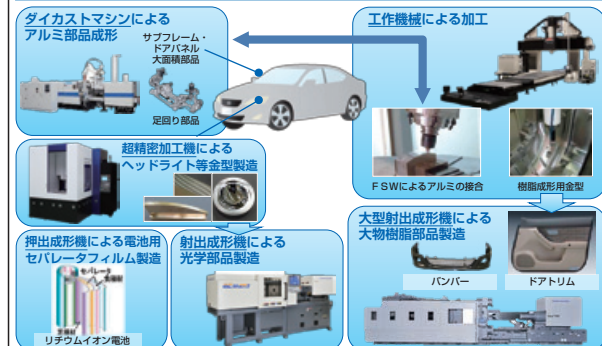 ダイカストマシンによる
アルミ部品成形
サブフレーム・
ドアパネル
大面積部品
足回り部品
工作機械による加工
FSWによるアルミの接合
樹脂成形用金型
超精密加工機による
ヘッドライト等金型製造
押出成形機による電池用
セパレータフィルム製造
セパレータ
リチウムイオン電池
射出成形機による
光学部品製造
大型射出成形機による
大物樹脂部品製造
バンパー
ドアトリム